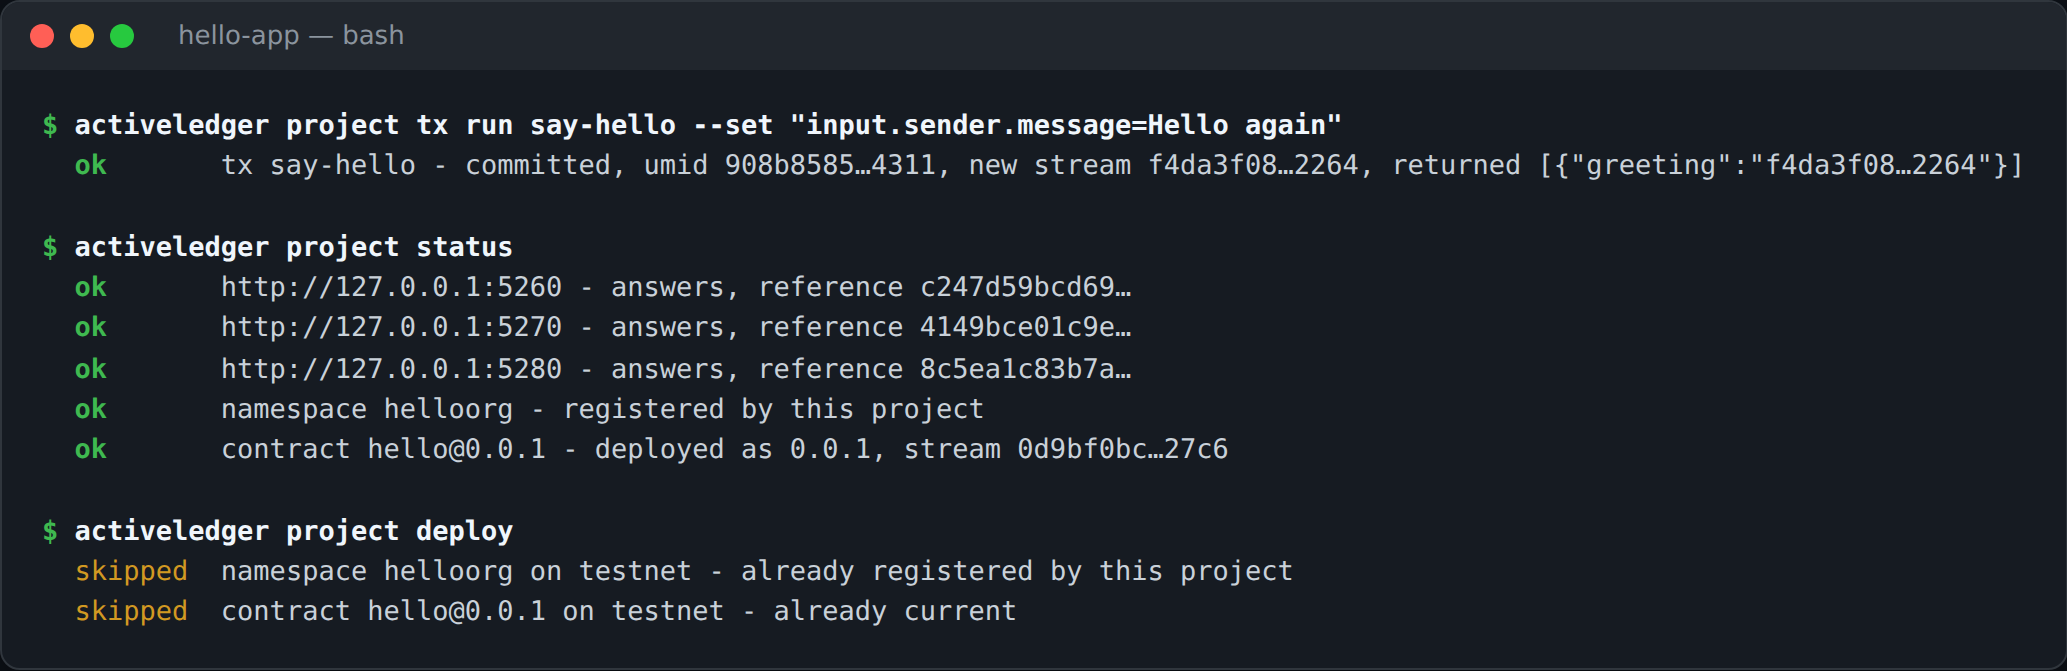 hello-app — bash
$ activeledger project tx run say-hello --set "input.sender.message=Hello again"
ok tx say-hello - committed, umid 908b8585…4311, new stream f4da3f08…2264, returned [{"greeting":"f4da3f08…2264"}]
$ activeledger project status
ok http://127.0.0.1:5260 - answers, reference c247d59bcd69…
ok http://127.0.0.1:5270 - answers, reference 4149bce01c9e…
ok http://127.0.0.1:5280 - answers, reference 8c5ea1c83b7a…
ok namespace helloorg - registered by this project
ok contract hello@0.0.1 - deployed as 0.0.1, stream 0d9bf0bc…27c6
$ activeledger project deploy
skipped namespace helloorg on testnet - already registered by this project
skipped contract hello@0.0.1 on testnet - already current